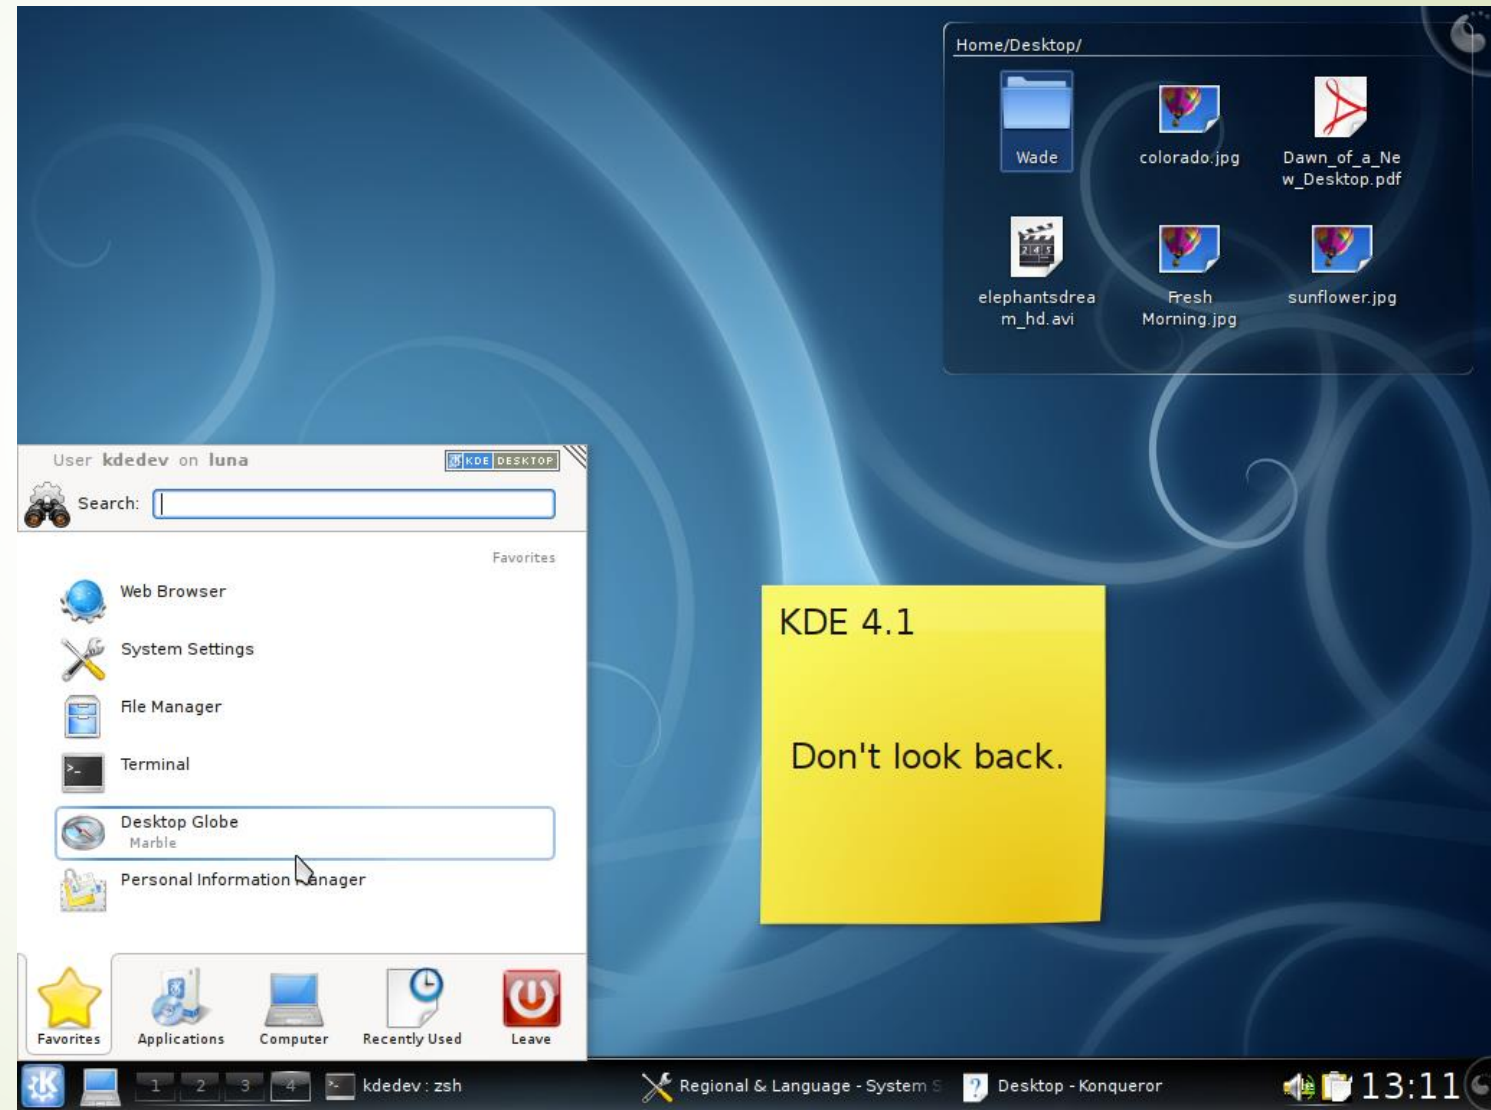 Home/Desktop/
Wade
colorado.jpg
Dawn_of_a_Ne
w_Desktop.pdf
elephantsdrea
m_hd.avi
Fresh
Morning.jpg
sunflower.jpg
User kdedev on luna
KDE DESKTOP
Search:
Favorites
Web Browser
System Settings
File Manager
Terminal
Desktop Globe
Marble
Personal Information Manager
KDE 4.1
Don't look back.
Favorites
Applications
Computer
Recently Used
Leave
1
2
3
4
kdedev : zsh
Regional & Language - System S
Desktop - Konqueror
13:11